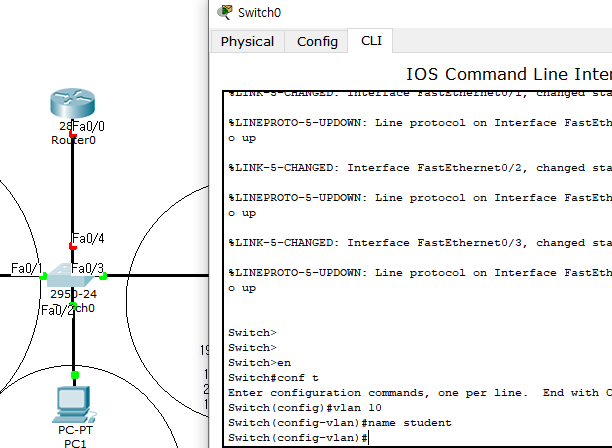 Switch0
Physical
Config
CLI
IOS Command Line Inter
%LINK-5-CHANGED: Interface FastEthernet0/1, changed sta
%LINEPROTO-5-UPDOWN: Line protocol on Interface FastEth
o up
%LINK-5-CHANGED: Interface FastEthernet0/2, changed sta
%LINEPROTO-5-UPDOWN: Line protocol on Interface FastEth
o up
%LINK-5-CHANGED: Interface FastEthernet0/3, changed sta
%LINEPROTO-5-UPDOWN: Line protocol on Interface FastEth
o up
Switch>
Switch>
Switch>en
Switch#conf t
Enter configuration commands, one per line. End with C
Switch(config)#vlan 10
Switch(config-vlan)#name student
Switch(config-vlan)#
Fa0/0
Router0
Fa0/4
Fa0/1
Fa0/3
2950-24
Fa0/2
PC-PT
PC1